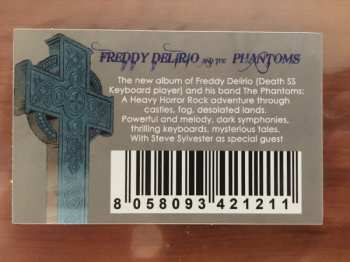 FREDDY DELIRIO AND THE PHANTOMS
The new album of Freddy Delirio (Death SS
Keyboard player) and his band The Phantoms:
A Heavy Horror Rock adventure through
castles, fog, desolated lands.
Powerful and melody, dark symphonies,
thrilling keyboards, mysterious tales.
With Steve Sylvester as special guest
8 058093 421211